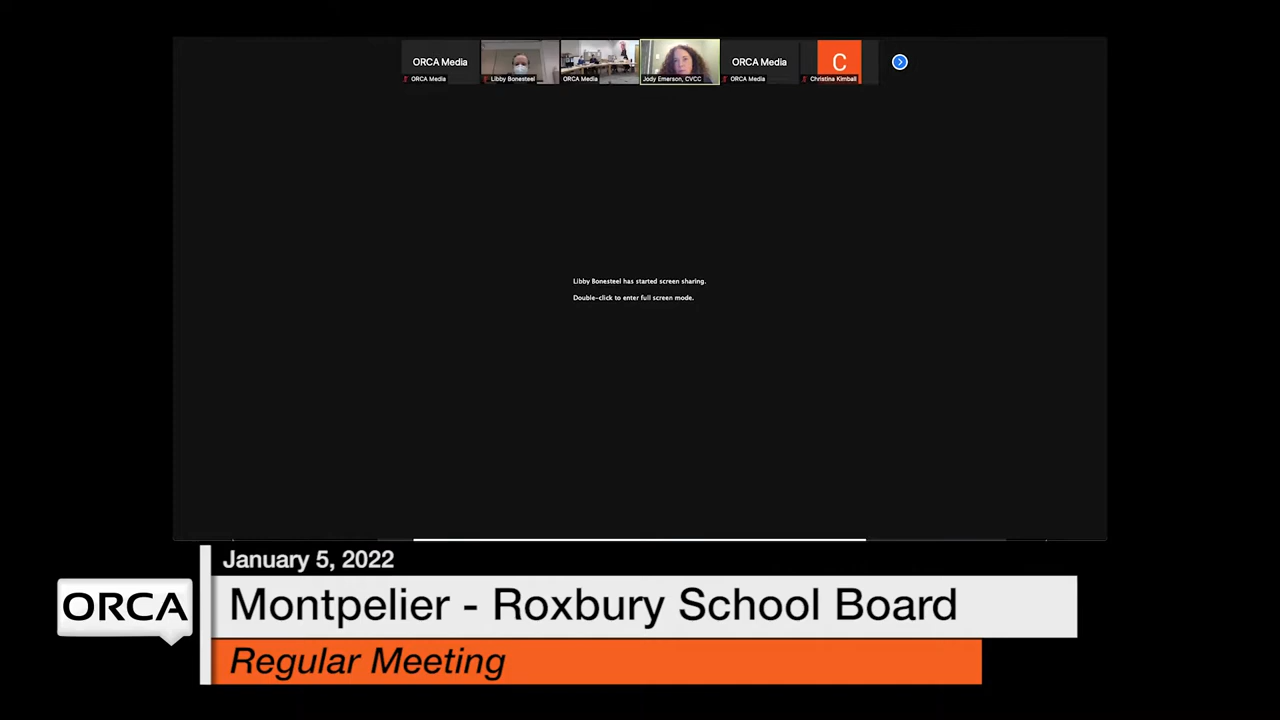 ORCA Media
ORCA Media
Libby Bonesteel
ORCA Media
Jody Emerson, CVCC
ORCA Media
ORCA Media
C
Christina Kimball
Libby Bonesteel has started screen sharing.
Double-click to enter full screen mode.
January 5, 2022
ORCA
Montpelier - Roxbury School Board
Regular Meeting